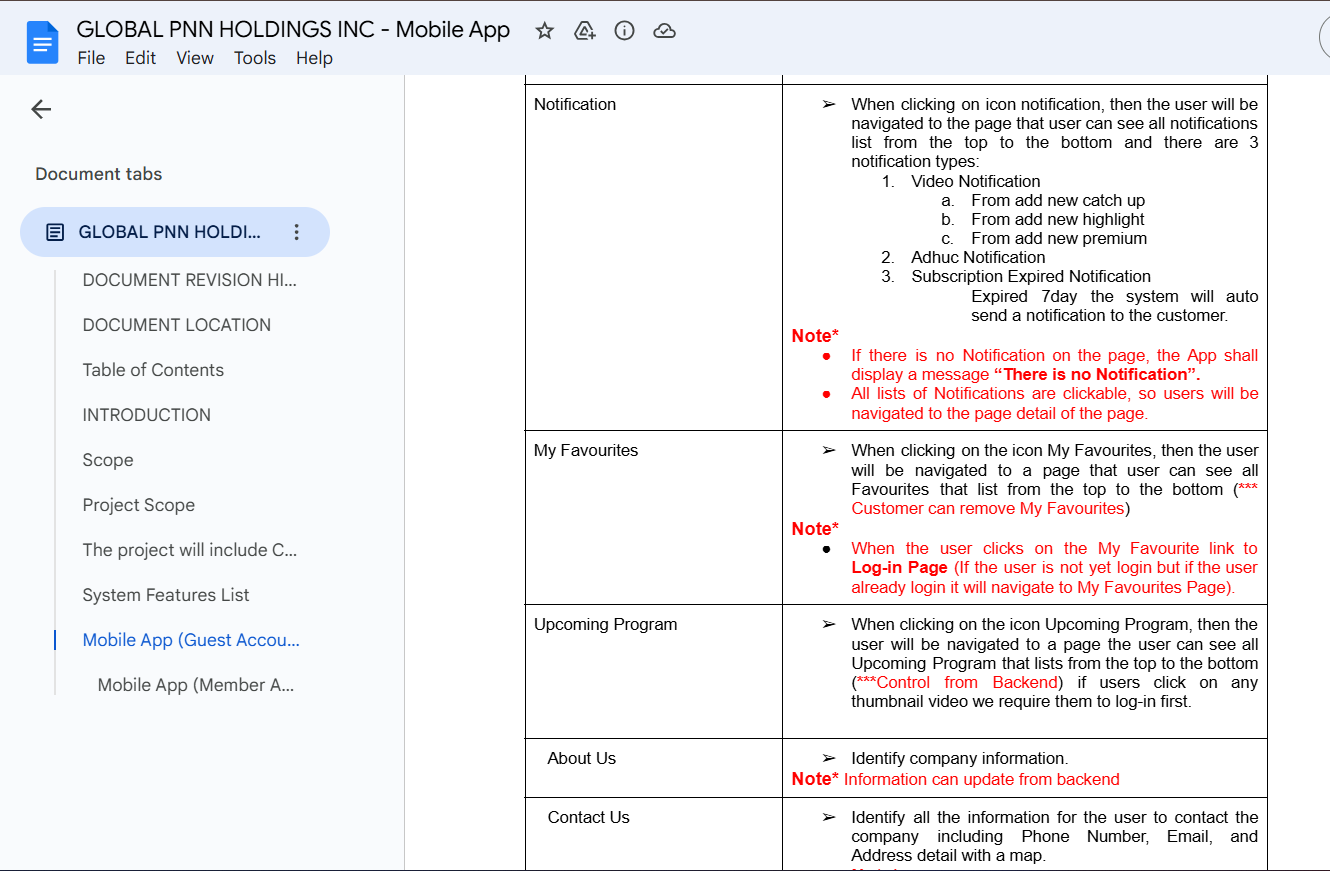 GLOBAL PNN HOLDINGS INC - Mobile App
File Edit View Tools Help
Document tabs
GLOBAL PNN HOLDI...
DOCUMENT REVISION HI...
DOCUMENT LOCATION
Table of Contents
INTRODUCTION
Scope
Project Scope
The project will include C...
System Features List
Mobile App (Guest Accou...
Mobile App (Member A...
Notification
➢ When clicking on icon notification, then the user will be
navigated to the page that user can see all notifications
list from the top to the bottom and there are 3
notification types:
1. Video Notification
a. From add new catch up
b. From add new highlight
c. From add new premium
2. Adhuc Notification
3. Subscription Expired Notification
Expired 7day the system will auto
send a notification to the customer.
Note*
● If there is no Notification on the page, the App shall
display a message “There is no Notification”.
● All lists of Notifications are clickable, so users will be
navigated to the page detail of the page.
My Favourites
➢ When clicking on the icon My Favourites, then the user
will be navigated to a page that user can see all
Favourites that list from the top to the bottom (***
Customer can remove My Favourites)
Note*
● When the user clicks on the My Favourite link to
Log-in Page (If the user is not yet login but if the user
already login it will navigate to My Favourites Page).
Upcoming Program
➢ When clicking on the icon Upcoming Program, then the
user will be navigated to a page the user can see all
Upcoming Program that lists from the top to the bottom
(***Control from Backend) if users click on any
thumbnail video we require them to log-in first.
About Us
➢ Identify company information.
Note* Information can update from backend
Contact Us
➢ Identify all the information for the user to contact the
company including Phone Number, Email, and
Address detail with a map.